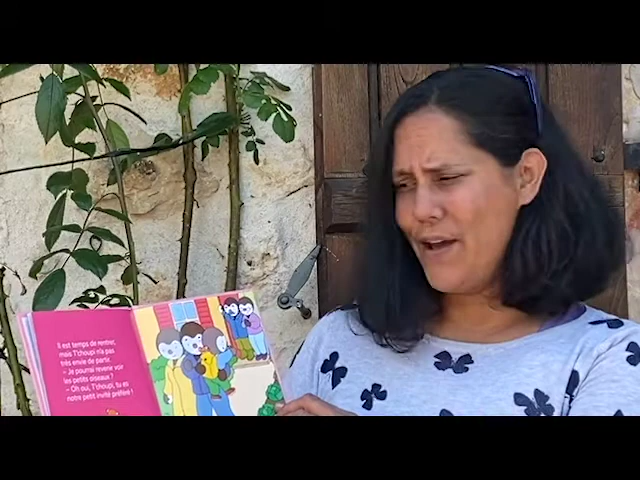 Il est temps de rentrer,
mais T'choupi n'a pas
très envie de partir.
– Je pourrai revenir voir
les petits oiseaux ?
– Oh oui, T'choupi, tu es
notre petit invité préféré !